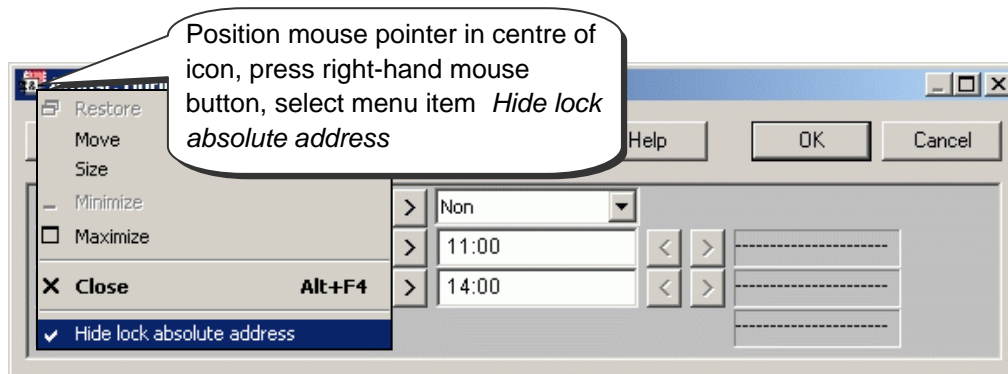 Position mouse pointer in centre of
icon, press right-hand mouse
button, select menu item Hide lock
absolute address
Restore
Move
Size
Minimize
Maximize
Close Alt+F4
Hide lock absolute address
Help OK Cancel
Non
11:00
14:00